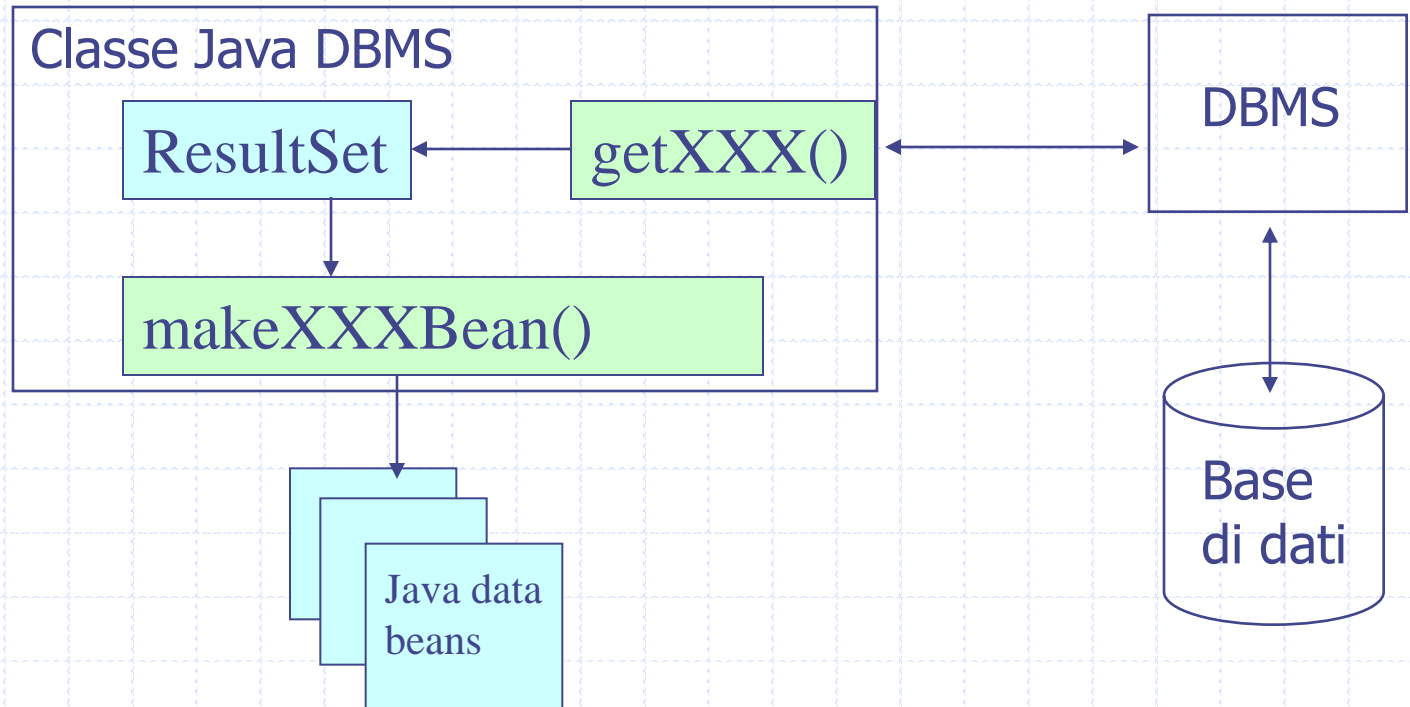 Classe Java DBMS
ResultSet
getXXX()
DBMS
makeXXXBean()
Base
di dati
Java data
beans